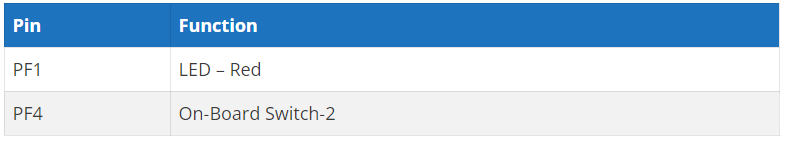 Pin Function
PF1 LED – Red
PF4 On-Board Switch-2